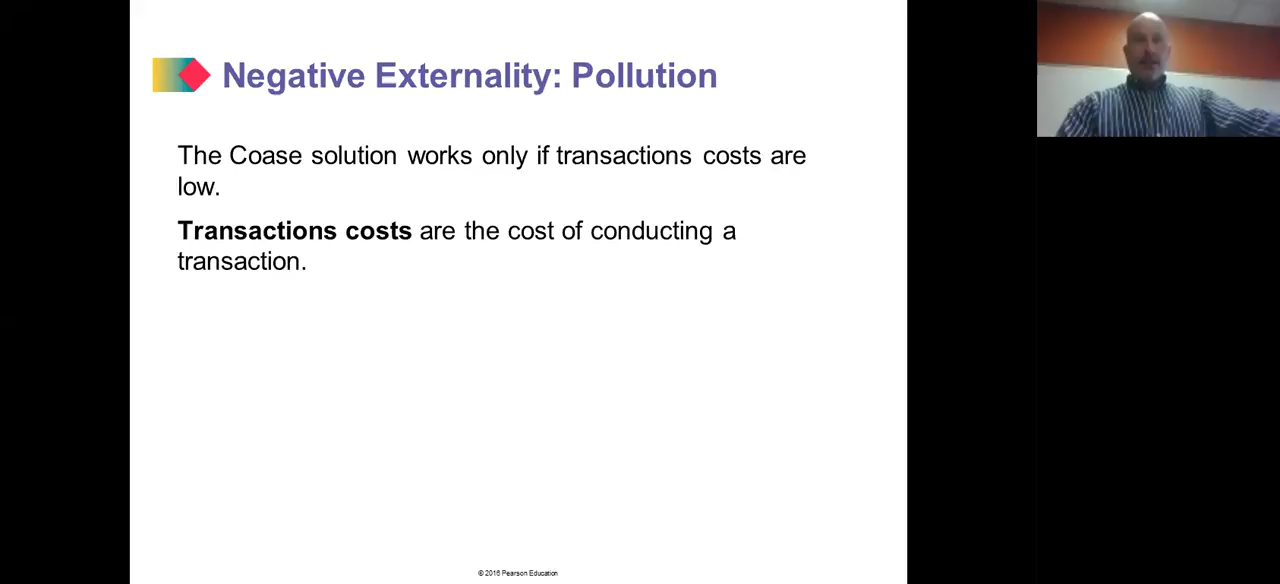 Negative Externality: Pollution
The Coase solution works only if transactions costs are
low.
Transactions costs are the cost of conducting a
transaction.
© 2016 Pearson Education